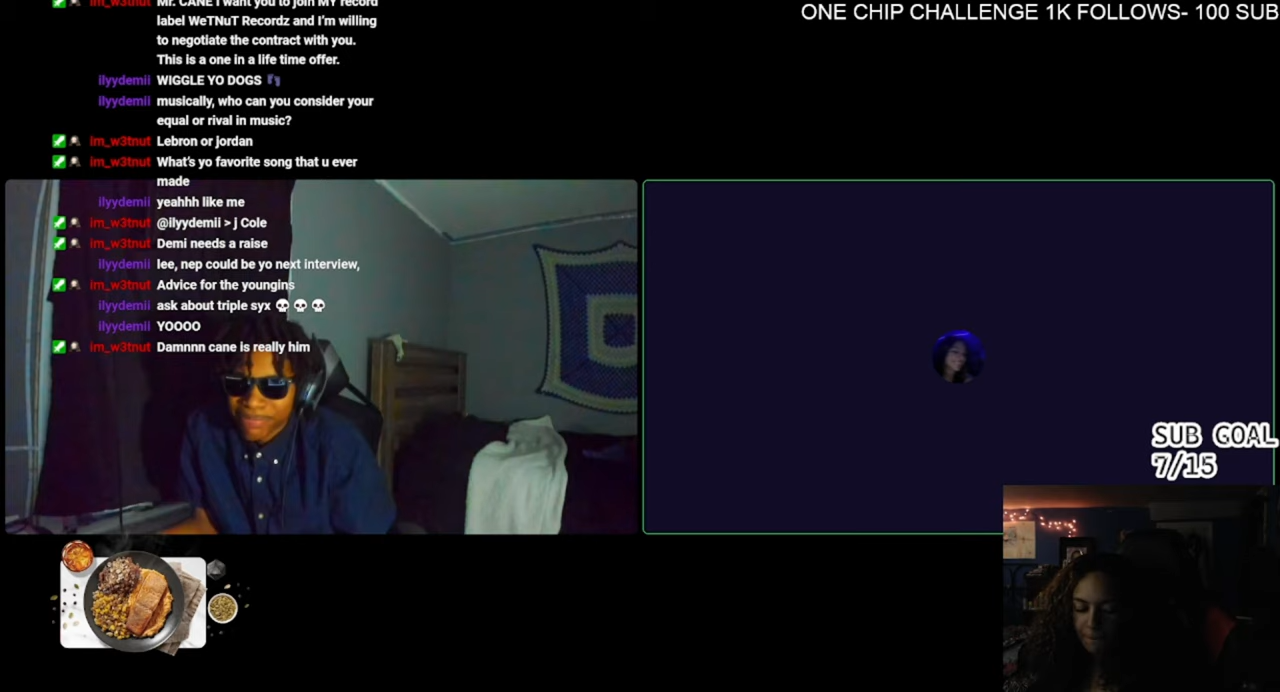 im_w3tnut Mr. CANE I want you to join MY record
label WeTNuT Recordz and I'm willing
to negotiate the contract with you.
This is a one in a life time offer.
ilyydemii WIGGLE YO DOGS 👣
ilyydemii musically, who can you consider your
equal or rival in music?
im_w3tnut Lebron or jordan
im_w3tnut What's yo favorite song that u ever
made
ilyydemii yeahhh like me
im_w3tnut @ilyydemii > j Cole
im_w3tnut Demi needs a raise
ilyydemii lee, nep could be yo next interview,
im_w3tnut Advice for the youngins
ilyydemii ask about triple syx 💀 💀 💀
ilyydemii YOOOO
im_w3tnut Damnnn cane is really him
ONE CHIP CHALLENGE 1K FOLLOWS- 100 SUB
SUB GOAL
7/15